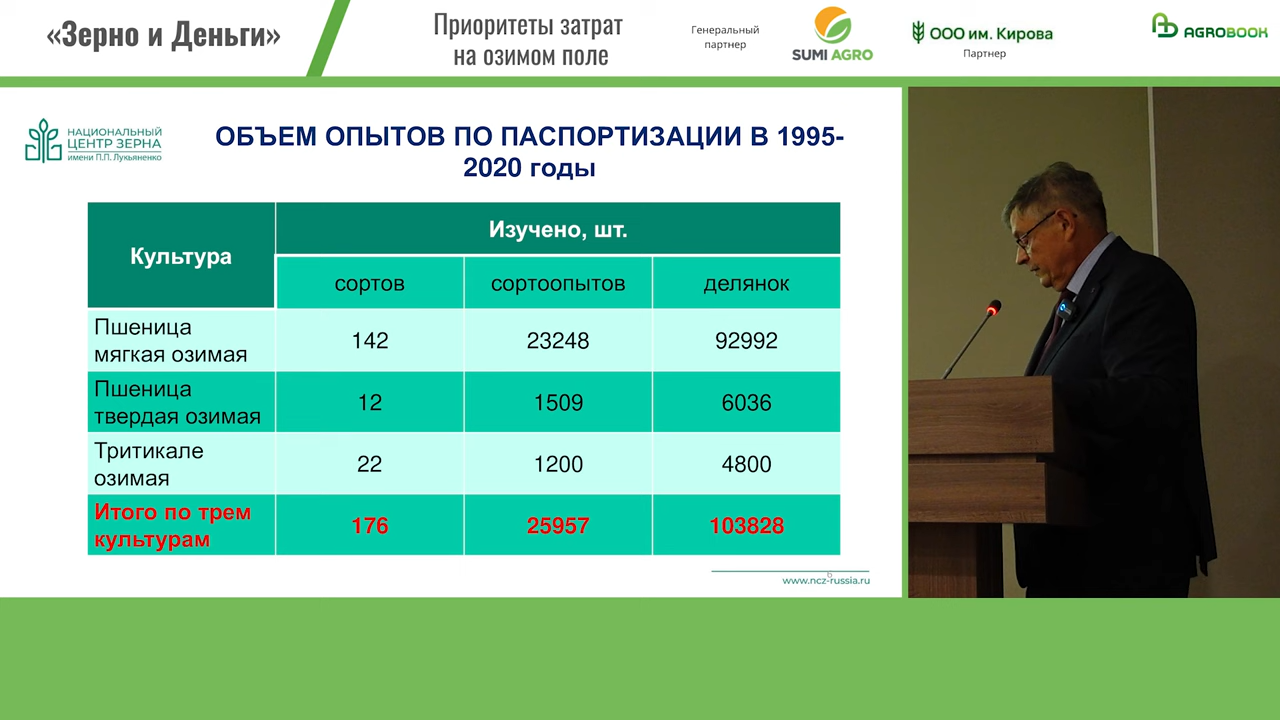 «Зерно и Деньги»
Приоритеты затрат
на озимом поле
Генеральный
партнер
SUMI AGRO
ООО им. Кирова
Партнер
AGROBOOK
НАЦИОНАЛЬНЫЙ
ЦЕНТР ЗЕРНА
имени П.П. Лукьяненко
ОБЪЕМ ОПЫТОВ ПО ПАСПОРТИЗАЦИИ В 1995-
2020 годы
Культура
Изучено, шт.
сортов
сортоопытов
делянок
Пшеница
мягкая озимая
142
23248
92992
Пшеница
твердая озимая
12
1509
6036
Тритикале
озимая
22
1200
4800
Итого по трем
культурам
176
25957
103828
www.ncz-russia.ru